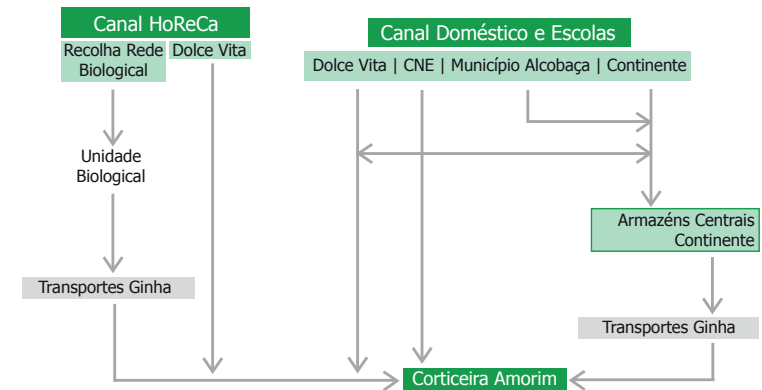 Canal HoReCa
Recolha Rede
Biological
Dolce Vita
Unidade
Biological
Transportes Ginha
Canal Doméstico e Escolas
Dolce Vita | CNE | Município Alcobaça | Continente
Armazéns Centrais
Continente
Transportes Ginha
Corticeira Amorim